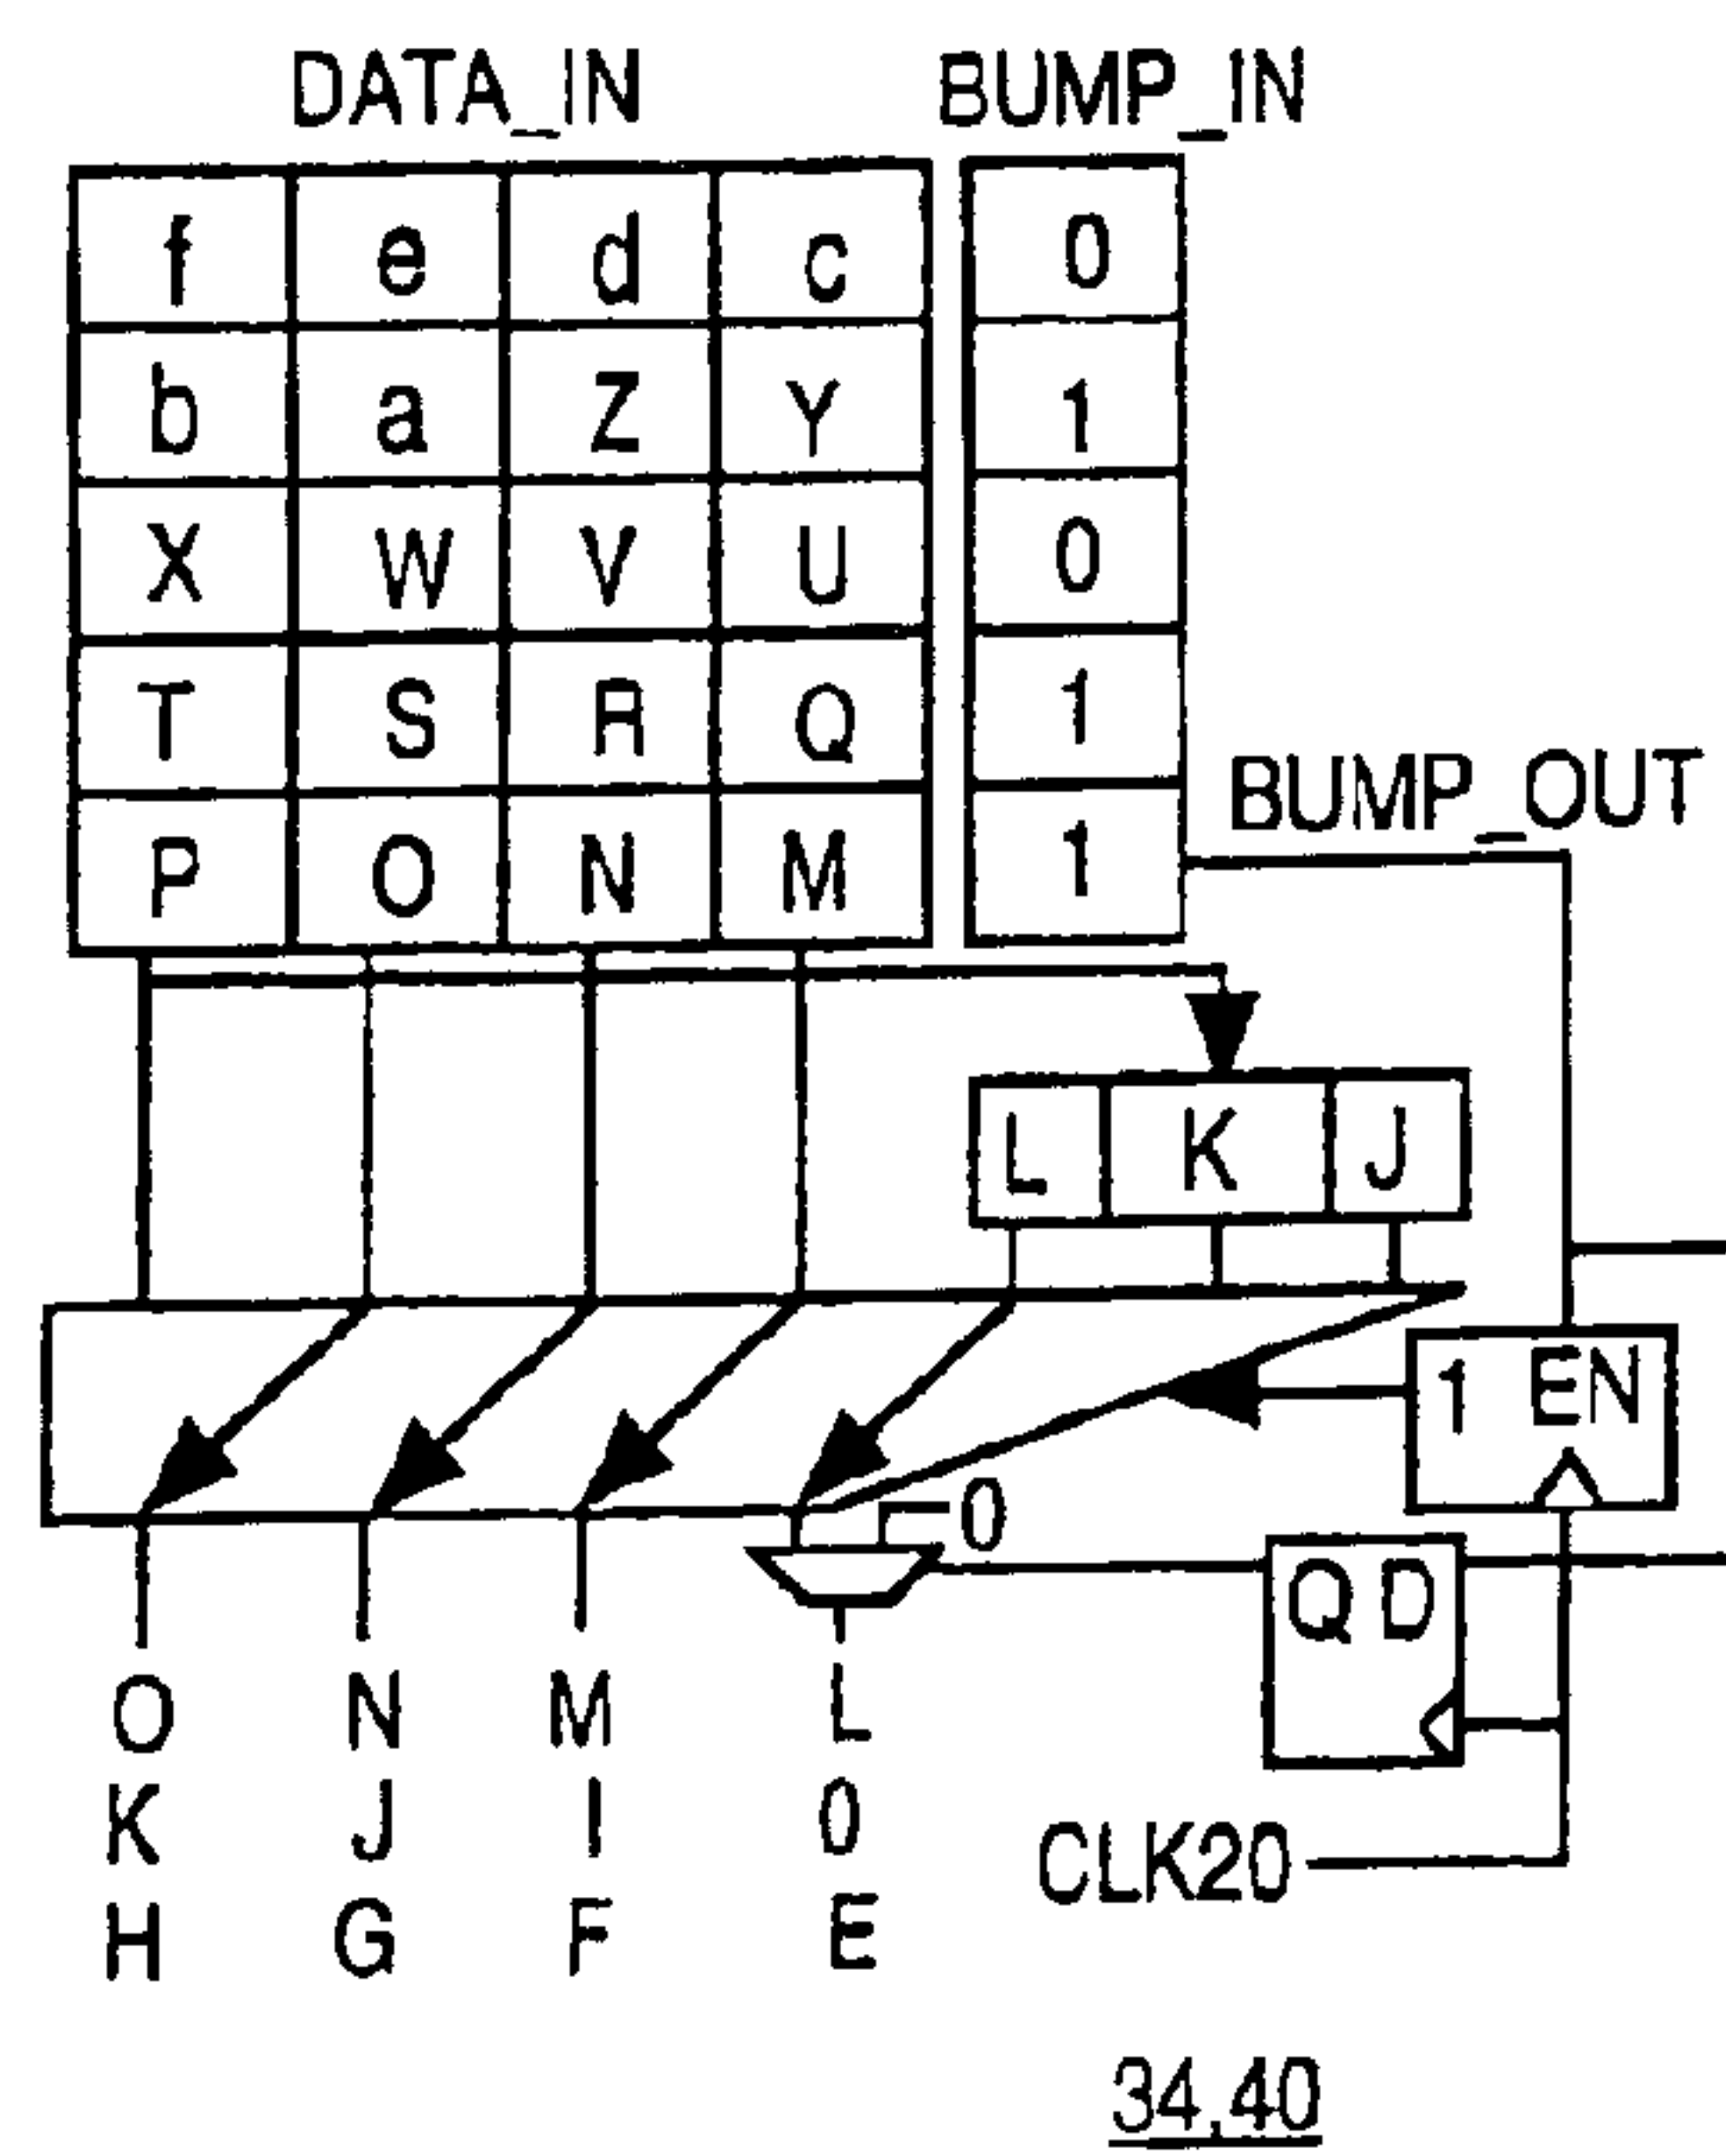 DATA_IN BUMP_IN
f e d c 0
b a Z Y 1
X W V U 0
T S R Q 1
BUMP_OUT
P O N M 1
L K J
1 EN
0
Q D
O N M L
K J I 0
CLK20
H G F E
34,40